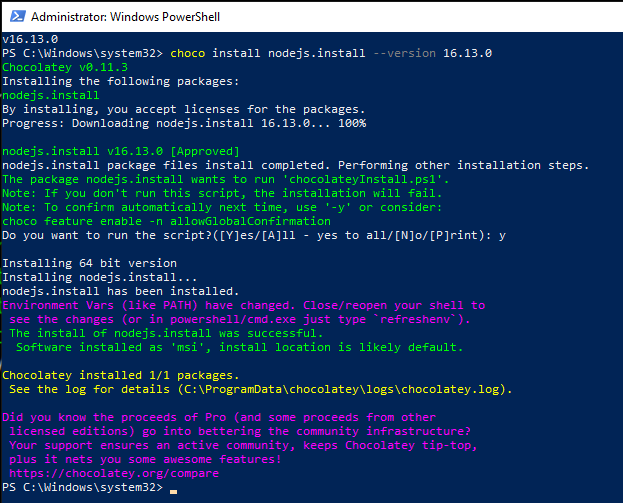 Administrator: Windows PowerShell
v16.13.0
PS C:\Windows\system32> choco install nodejs.install --version 16.13.0
Chocolatey v0.11.3
Installing the following packages:
nodejs.install
By installing, you accept licenses for the packages.
Progress: Downloading nodejs.install 16.13.0... 100%
nodejs.install v16.13.0 [Approved]
nodejs.install package files install completed. Performing other installation steps.
The package nodejs.install wants to run 'chocolateyInstall.ps1'.
Note: If you don't run this script, the installation will fail.
Note: To confirm automatically next time, use '-y' or consider:
choco feature enable -n allowGlobalConfirmation
Do you want to run the script?([Y]es/[A]ll - yes to all/[N]o/[P]rint): y
Installing 64 bit version
Installing nodejs.install...
nodejs.install has been installed.
Environment Vars (like PATH) have changed. Close/reopen your shell to
see the changes (or in powershell/cmd.exe just type `refreshenv`).
The install of nodejs.install was successful.
Software installed as 'msi', install location is likely default.
Chocolatey installed 1/1 packages.
See the log for details (C:\ProgramData\chocolatey\logs\chocolatey.log).
Did you know the proceeds of Pro (and some proceeds from other
licensed editions) go into bettering the community infrastructure?
Your support ensures an active community, keeps Chocolatey tip-top,
plus it nets you some awesome features!
https://chocolatey.org/compare
PS C:\Windows\system32>